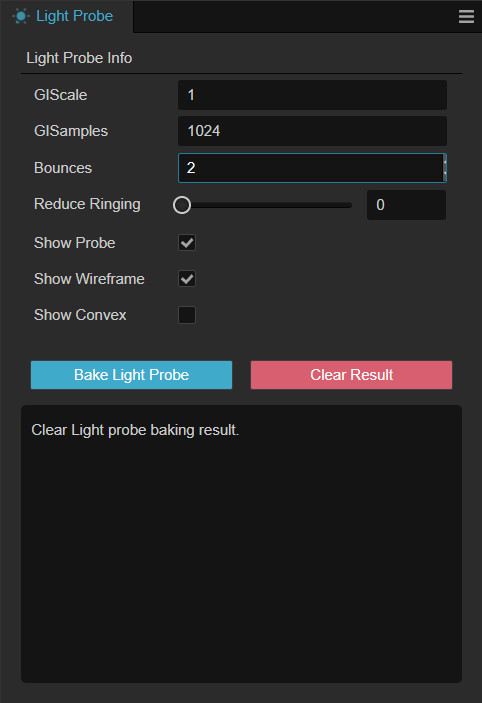 Light Probe
Light Probe Info
GIScale 1
GISamples 1024
Bounces 2
Reduce Ringing 0
Show Probe
Show Wireframe
Show Convex
Bake Light Probe Clear Result
Clear Light probe baking result.